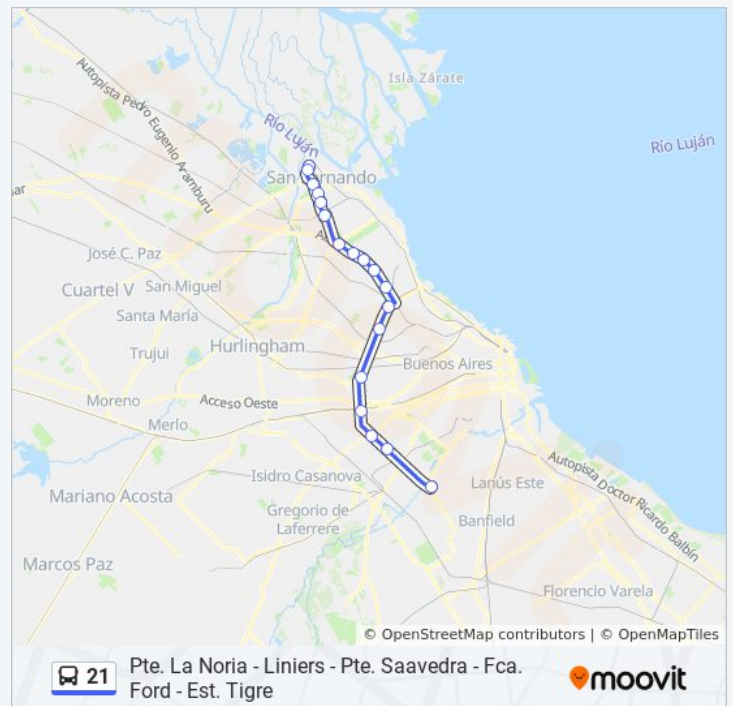 Isla Zárate
Autopista Pedro Eugenio Aramburu
Río Luján
Río Luján
San Fernando
José C. Paz
Cuartel V
San Miguel
Santa María
Trujui
Hurlingham
Buenos Aires
Moreno
Acceso Oeste
Merlo
Isidro Casanova
Mariano Acosta
Gregorio de
Laferrere
Lanús Este
Autopista Doctor Ricardo Balbín
Banfield
Marcos Paz
Florencio Varela
© OpenStreetMap contributors | © OpenMapTiles
21
Pte. La Noria - Liniers - Pte. Saavedra - Fca.
Ford - Est. Tigre
moovit